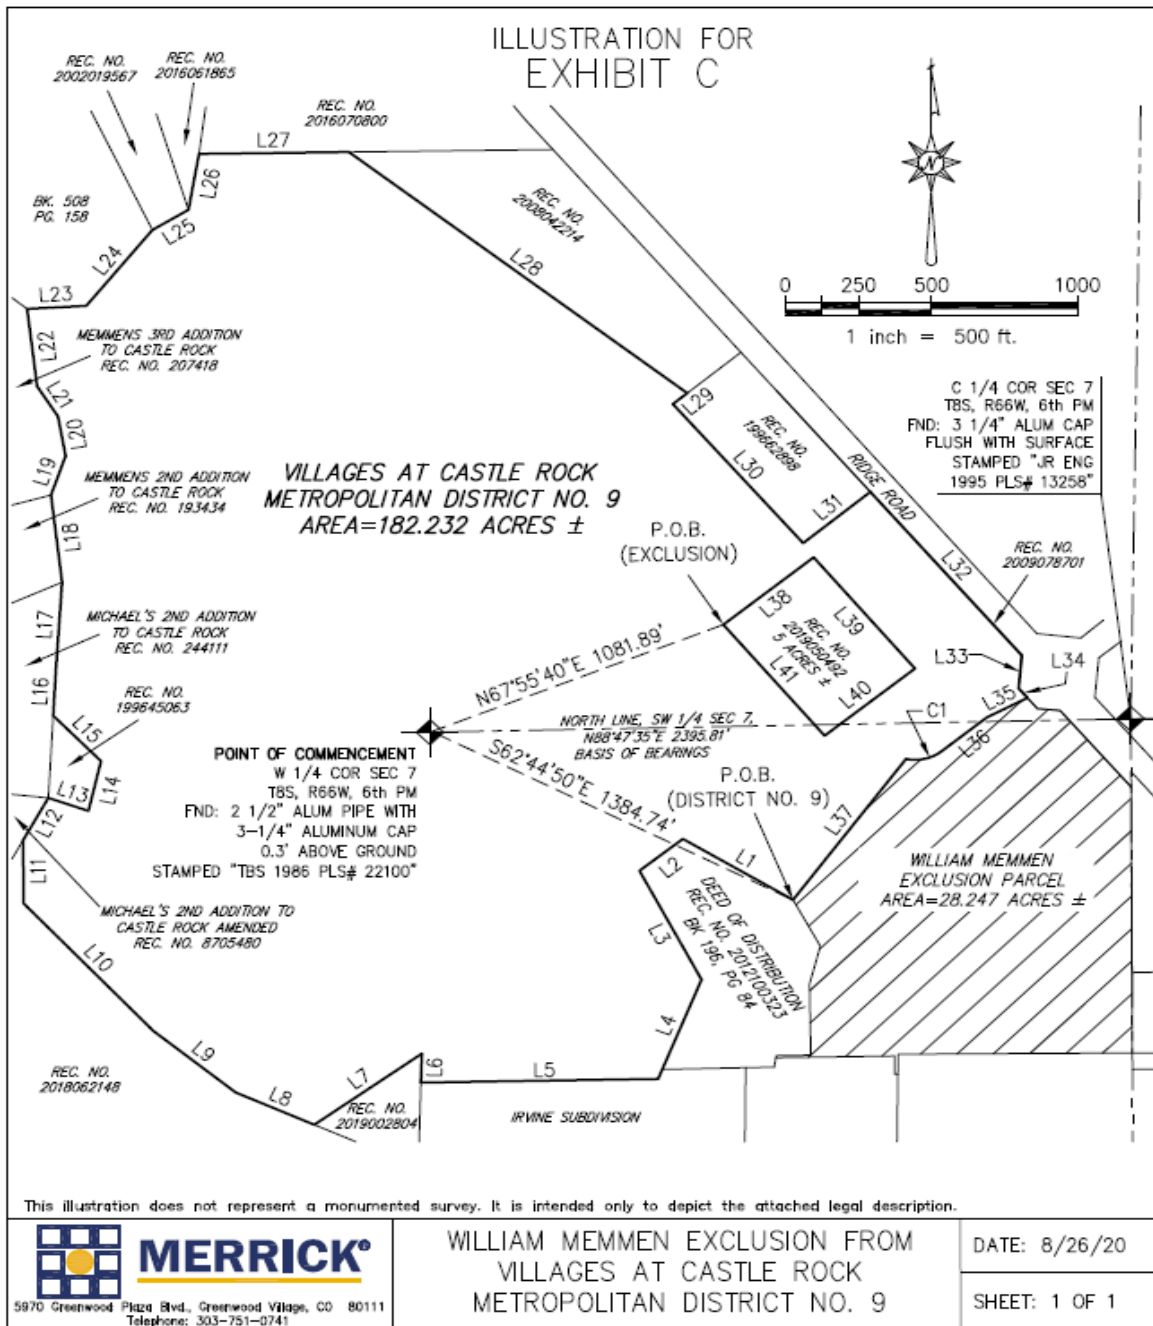 ILLUSTRATION FOR
EXHIBIT C
REC. NO.
2002019567
REC. NO.
2016061865
REC. NO.
2016070800
L27
L26
BK. 508
PG. 158
L25
L24
L23
REC. NO.
2008042214
L28
N
0 250 500 1000
1 inch = 500 ft.
L22
MEMMENS 3RD ADDITION
TO CASTLE ROCK
REC. NO. 207418
L21
L20
L29
REC. NO.
199662898
L30
L31
RIDGE ROAD
C 1/4 COR SEC 7
T8S, R66W, 6th PM
FND: 3 1/4" ALUM CAP
FLUSH WITH SURFACE
STAMPED "JR ENG
1995 PLS# 13258"
L19
MEMMENS 2ND ADDITION
TO CASTLE ROCK
REC. NO. 193434
VILLAGES AT CASTLE ROCK
METROPOLITAN DISTRICT NO. 9
AREA=182.232 ACRES ±
L18
P.O.B.
(EXCLUSION)
L32
REC. NO.
2009078701
L17
MICHAEL'S 2ND ADDITION
TO CASTLE ROCK
REC. NO. 244111
L38
L39
REC. NO.
2019050492
5 ACRES ±
L41
L40
L33
L34
L35
N67°55'40"E 1081.89'
L16
REC. NO.
199645063
L15
C1
L36
NORTH LINE, SW 1/4 SEC 7,
N88°47'35"E 2395.81'
BASIS OF BEARINGS
S62°44'50"E 1384.74'
POINT OF COMMENCEMENT
W 1/4 COR SEC 7
T8S, R66W, 6th PM
FND: 2 1/2" ALUM PIPE WITH
3-1/4" ALUMINUM CAP
0.3' ABOVE GROUND
STAMPED "TBS 1986 PLS# 22100"
L13
L14
L12
P.O.B.
(DISTRICT NO. 9)
L37
L11
L1
L2
WILLIAM MEMMEN
EXCLUSION PARCEL
AREA=28.247 ACRES ±
MICHAEL'S 2ND ADDITION TO
CASTLE ROCK AMENDED
REC. NO. 8705480
L3
DEED OF DISTRIBUTION
REC. NO. 2012100323
BK 196, PG 84
L10
L4
L9
L6
L5
L7
REC. NO.
2018062148
L8
REC. NO.
2019002804
IRVINE SUBDIVISION
This illustration does not represent a monumented survey. It is intended only to depict the attached legal description.
MERRICK®
5970 Greenwood Plaza Blvd., Greenwood Village, CO 80111
Telephone: 303-751-0741
WILLIAM MEMMEN EXCLUSION FROM
VILLAGES AT CASTLE ROCK
METROPOLITAN DISTRICT NO. 9
DATE: 8/26/20
SHEET: 1 OF 1